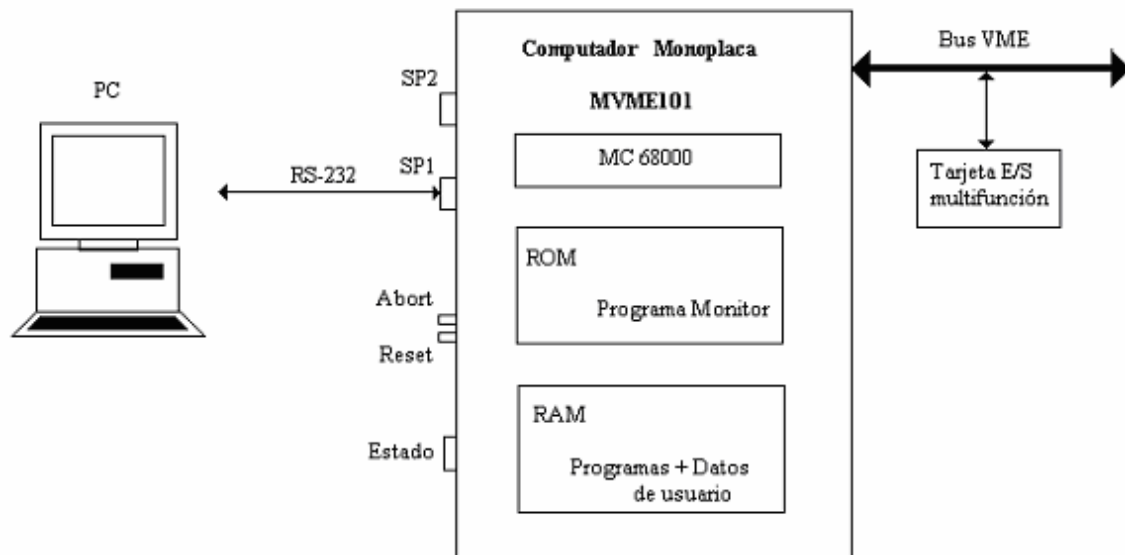 PC
RS-232
SP2
SP1
Abort
Reset
Estado
Computador Monoplaca
MVME101
MC 68000
ROM
Programa Monitor
RAM
Programas + Datos
de usuario
Bus VME
Tarjeta E/S
multifunción